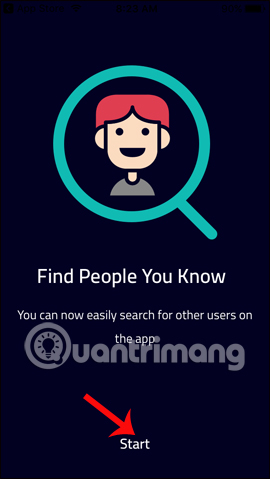 Find People You Know
You can now easily search for other users on
the app
Quantrimang
Start